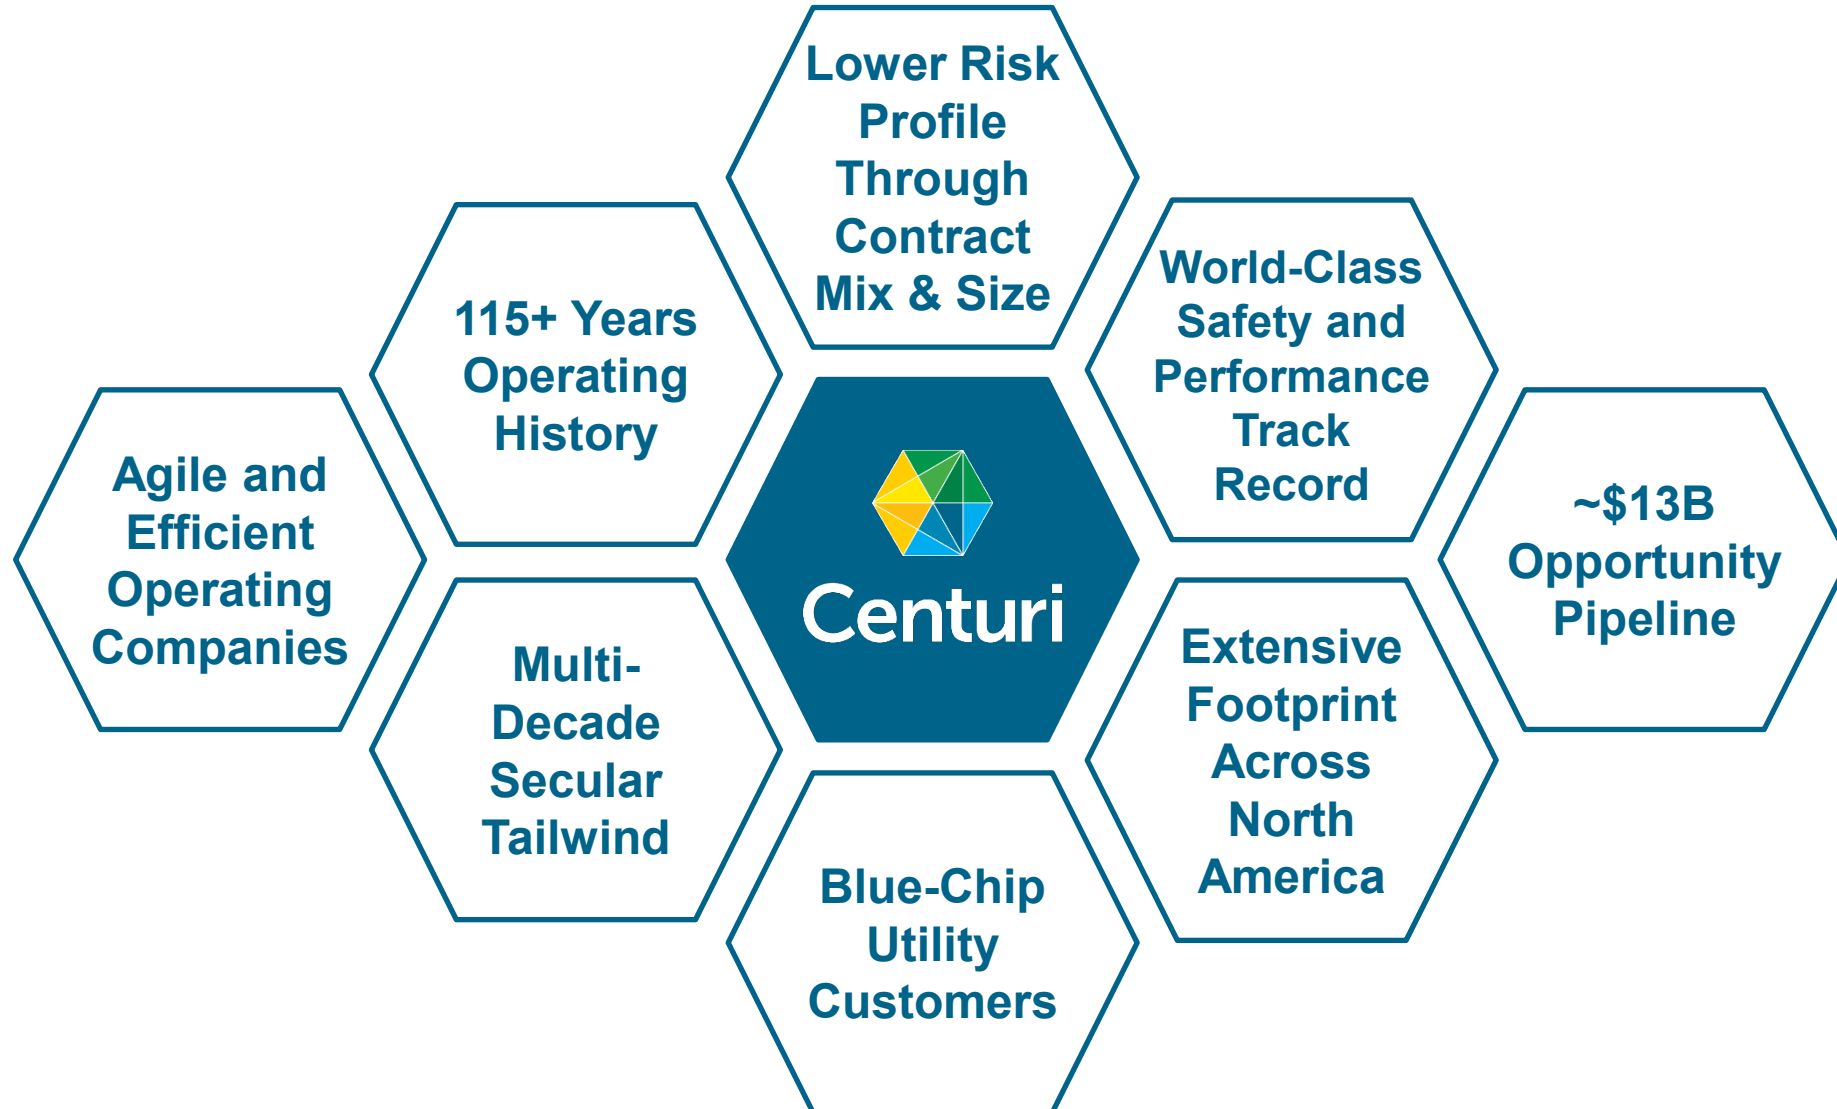 Lower Risk
Profile
Through
Contract
Mix & Size
115+ Years
Operating
History
World-Class
Safety and
Performance
Track
Record
Agile and
Efficient
Operating
Companies
Centuri
~$13B
Opportunity
Pipeline
Multi-
Decade
Secular
Tailwind
Extensive
Footprint
Across
North
America
Blue-Chip
Utility
Customers